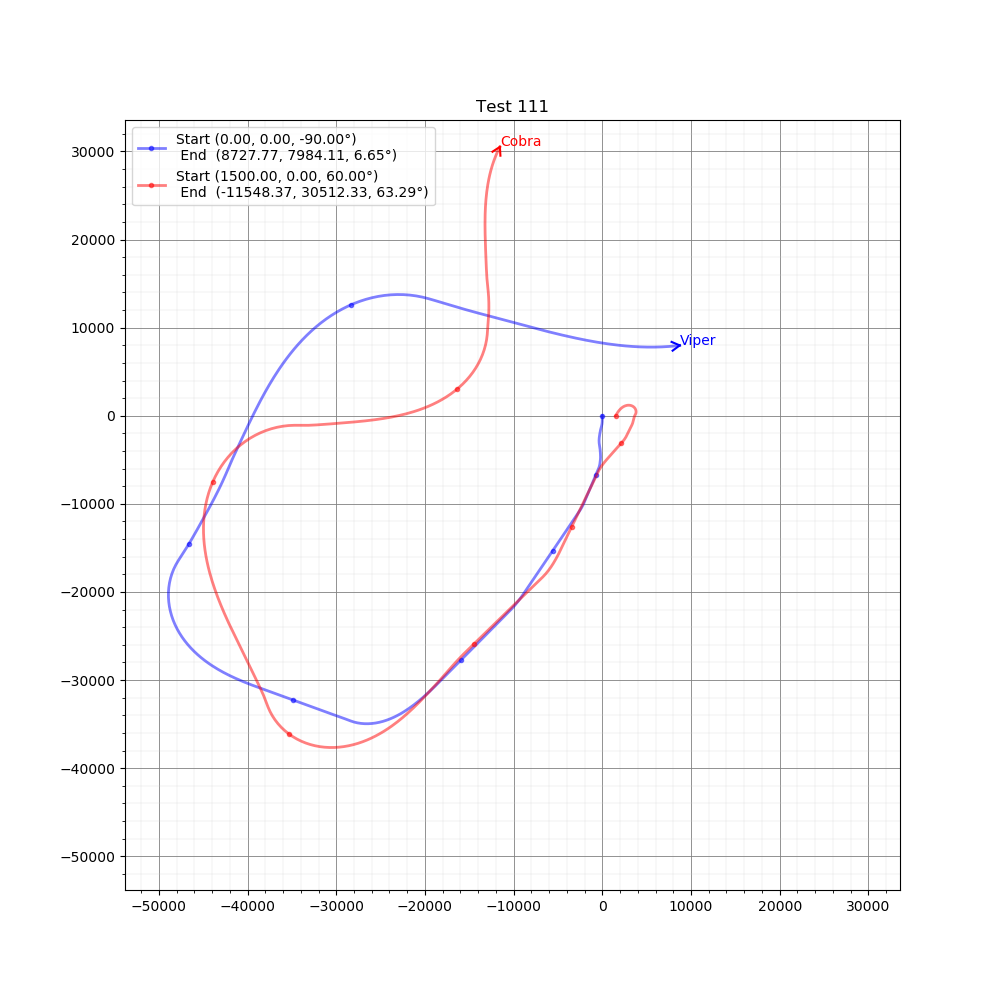 Test 111
Start (0.00, 0.00, -90.00°)
End (8727.77, 7984.11, 6.65°)
Start (1500.00, 0.00, 60.00°)
End (-11548.37, 30512.33, 63.29°)
Cobra
Viper
30000
20000
10000
0
−10000
−20000
−30000
−40000
−50000
−50000 −40000 −30000 −20000 −10000 0 10000 20000 30000